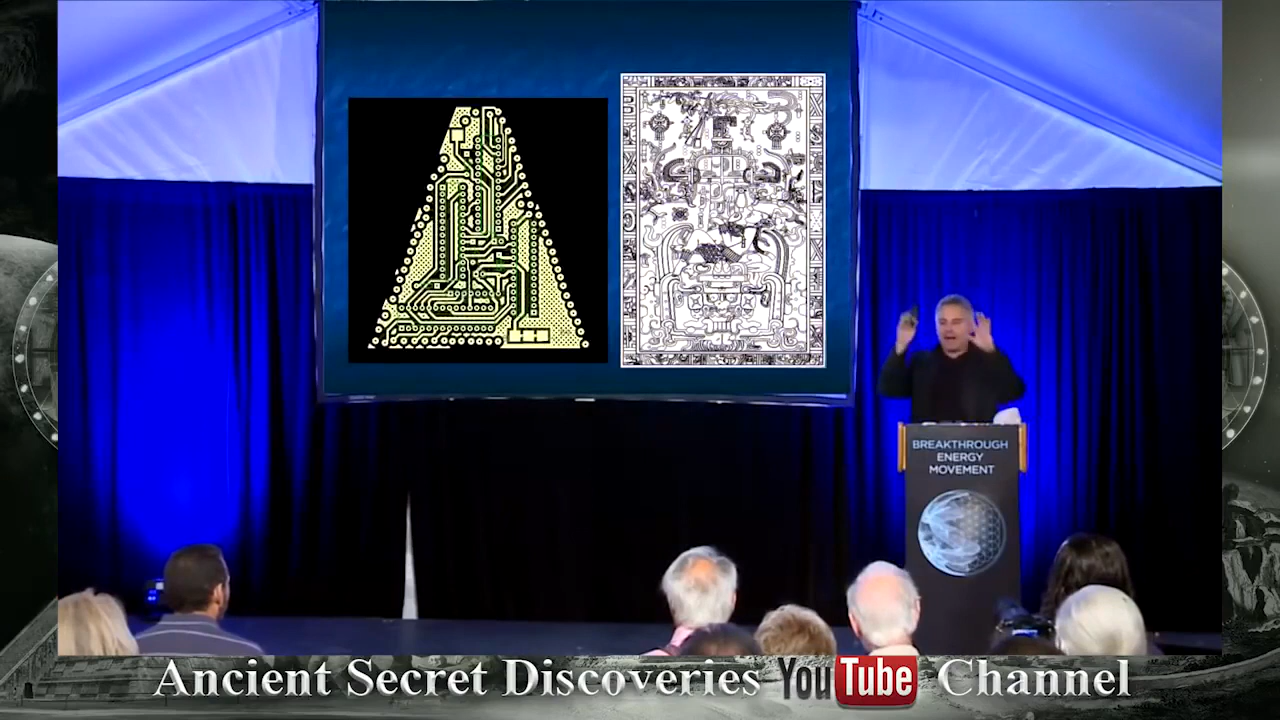 BREAKTHROUGH
ENERGY
MOVEMENT
Ancient Secret Discoveries YouTube Channel